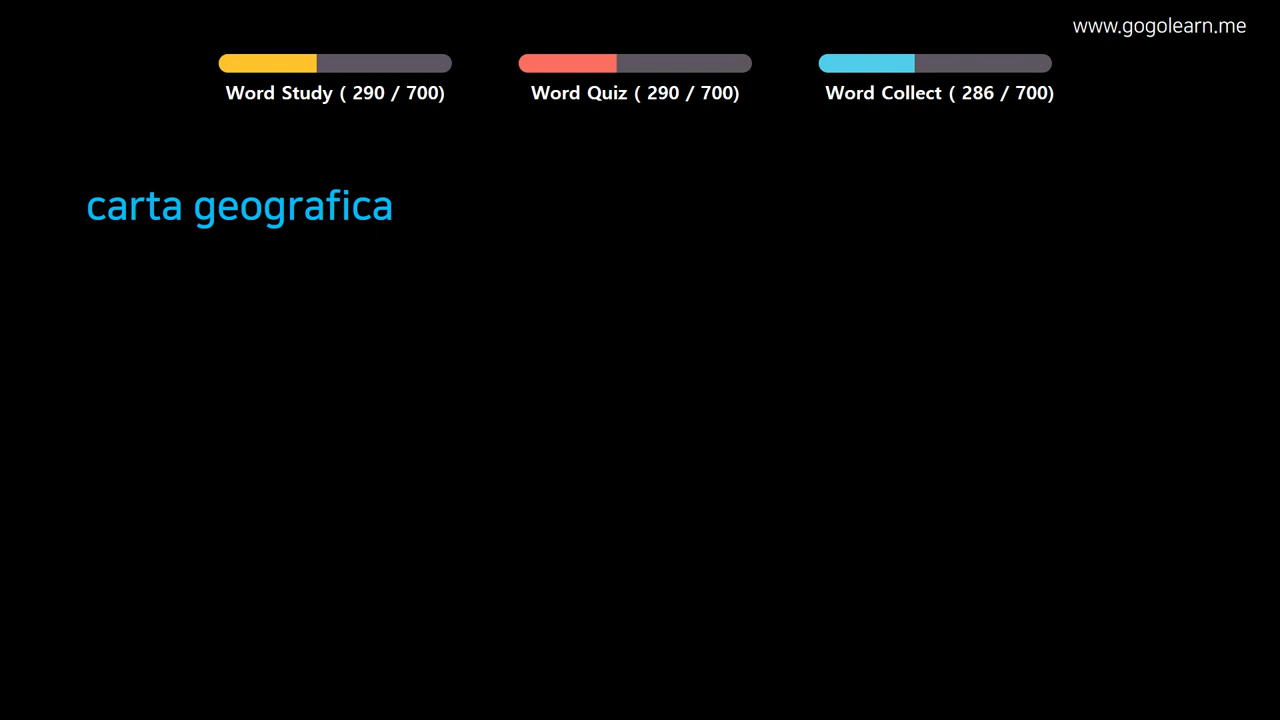 www.gogolearn.me
Word Study ( 290 / 700)
Word Quiz ( 290 / 700)
Word Collect ( 286 / 700)
carta geografica